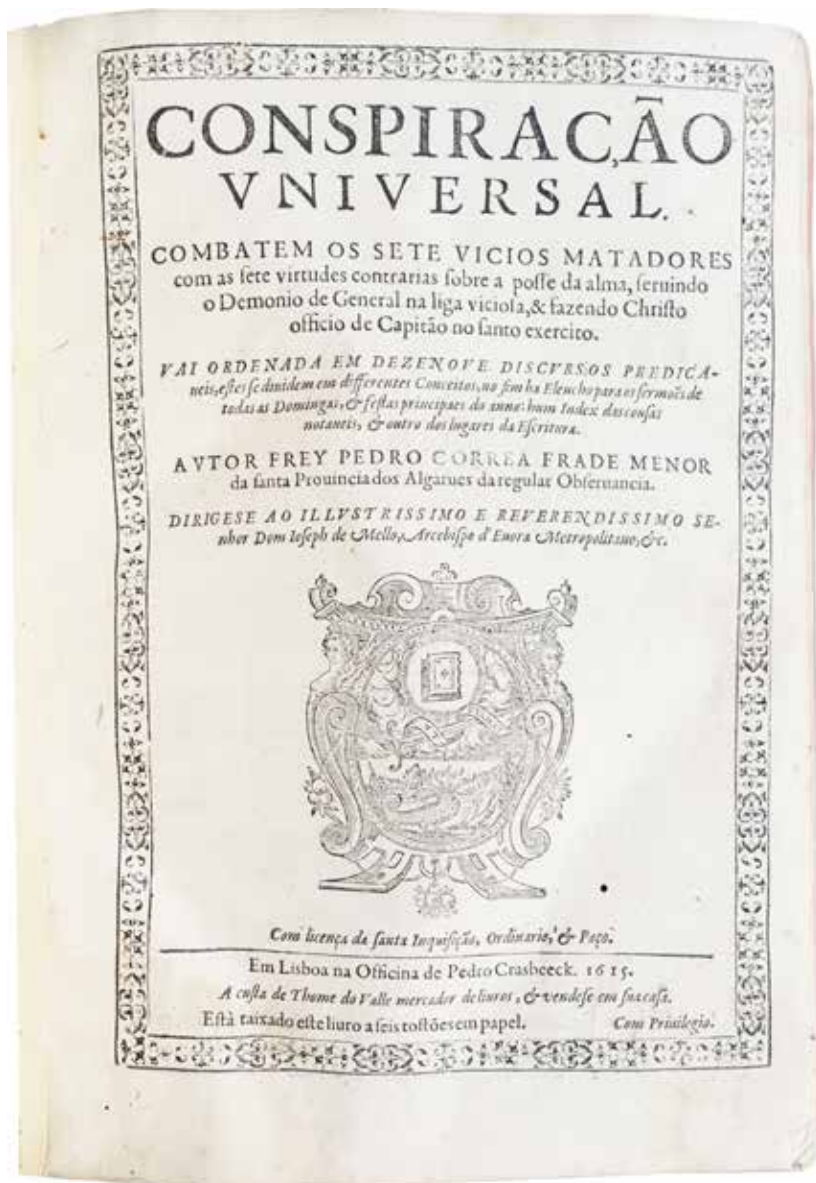 CONSPIRAÇÃO
VNIVERSAL.
COMBATEM OS SETE VICIOS MATADORES
com as ſete virtudes contrarias ſobre a poſſe da alma, ſeruindo
o Demonio de General na liga vicioſa, & fazendo Chriſto
officio de Capitão no ſanto exercito.
VAI ORDENADA EM DEZENOVE DISCVRSOS PREDICA-
ueis, eſtes ſe diuidem em differentes Conceitos, no fim ha Elencho para os ſermoẽs de
todas as Domingas, & feſtas principaes do anno: hum Index das couſas
notaueis, & outro dos lugares da Eſcritura.
AVTOR FREY PEDRO CORREA FRADE MENOR
da ſanta Prouincia dos Algarues da regular Obſeruancia.
DIRIGESE AO ILLVSTRISSIMO E REVERENDISSIMO SE-
nhor Dom Ioſeph de Mello, Arcebiſpo d'Euora Metropolitano, &c.
Com licença da ſanta Inquiſição, Ordinario, & Paço.
Em Lisboa na Officina de Pedro Crasbeeck. 1615.
A cuſta de Thome do Valle mercador de liuros, & vendeſe em ſua caſa.
Eſtà taixado eſte liuro a ſeis toſtões em papel. Com Priuilegio.